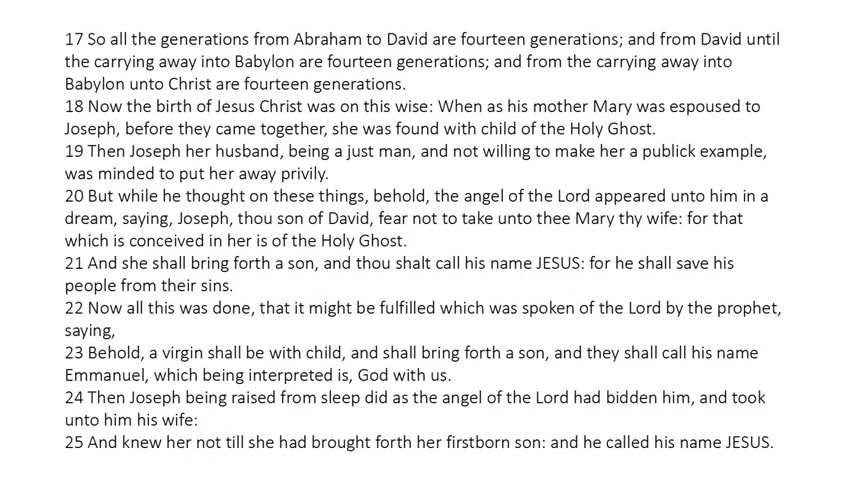 17 So all the generations from Abraham to David are fourteen generations; and from David until
the carrying away into Babylon are fourteen generations; and from the carrying away into
Babylon unto Christ are fourteen generations.
18 Now the birth of Jesus Christ was on this wise: When as his mother Mary was espoused to
Joseph, before they came together, she was found with child of the Holy Ghost.
19 Then Joseph her husband, being a just man, and not willing to make her a publick example,
was minded to put her away privily.
20 But while he thought on these things, behold, the angel of the Lord appeared unto him in a
dream, saying, Joseph, thou son of David, fear not to take unto thee Mary thy wife: for that
which is conceived in her is of the Holy Ghost.
21 And she shall bring forth a son, and thou shalt call his name JESUS: for he shall save his
people from their sins.
22 Now all this was done, that it might be fulfilled which was spoken of the Lord by the prophet,
saying,
23 Behold, a virgin shall be with child, and shall bring forth a son, and they shall call his name
Emmanuel, which being interpreted is, God with us.
24 Then Joseph being raised from sleep did as the angel of the Lord had bidden him, and took
unto him his wife:
25 And knew her not till she had brought forth her firstborn son: and he called his name JESUS.